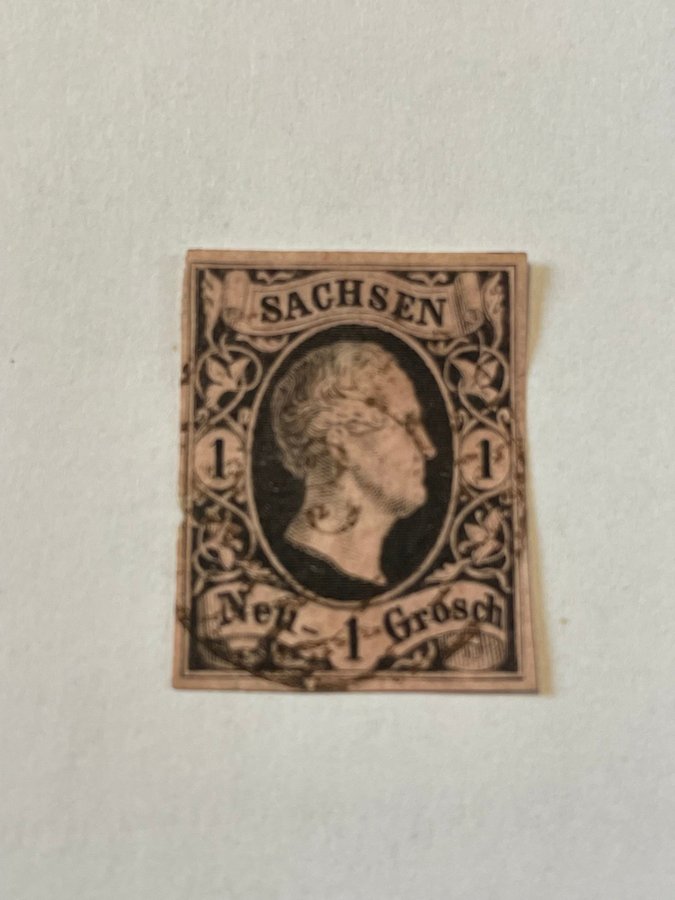 SACHSEN
1 1
Neu- 1 Grosch